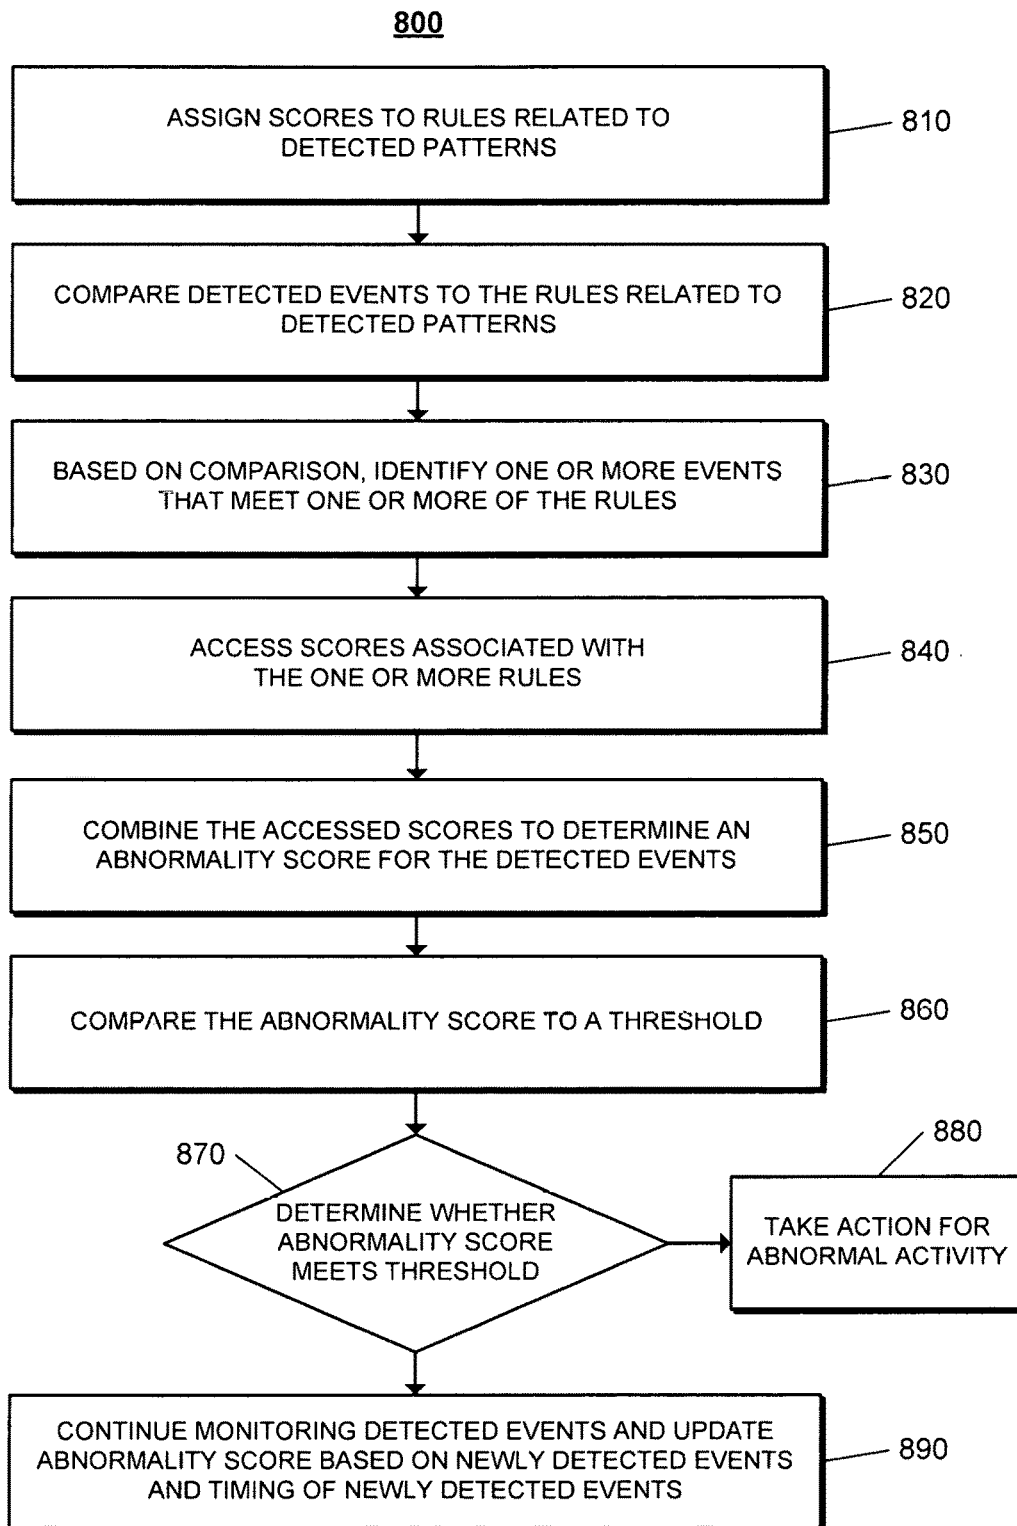 800
ASSIGN SCORES TO RULES RELATED TO
DETECTED PATTERNS
810
COMPARE DETECTED EVENTS TO THE RULES RELATED TO
DETECTED PATTERNS
820
BASED ON COMPARISON, IDENTIFY ONE OR MORE EVENTS
THAT MEET ONE OR MORE OF THE RULES
830
ACCESS SCORES ASSOCIATED WITH
THE ONE OR MORE RULES
840
COMBINE THE ACCESSED SCORES TO DETERMINE AN
ABNORMALITY SCORE FOR THE DETECTED EVENTS
850
COMPARE THE ABNORMALITY SCORE TO A THRESHOLD
860
870
DETERMINE WHETHER
ABNORMALITY SCORE
MEETS THRESHOLD
880
TAKE ACTION FOR
ABNORMAL ACTIVITY
CONTINUE MONITORING DETECTED EVENTS AND UPDATE
ABNORMALITY SCORE BASED ON NEWLY DETECTED EVENTS
AND TIMING OF NEWLY DETECTED EVENTS
890